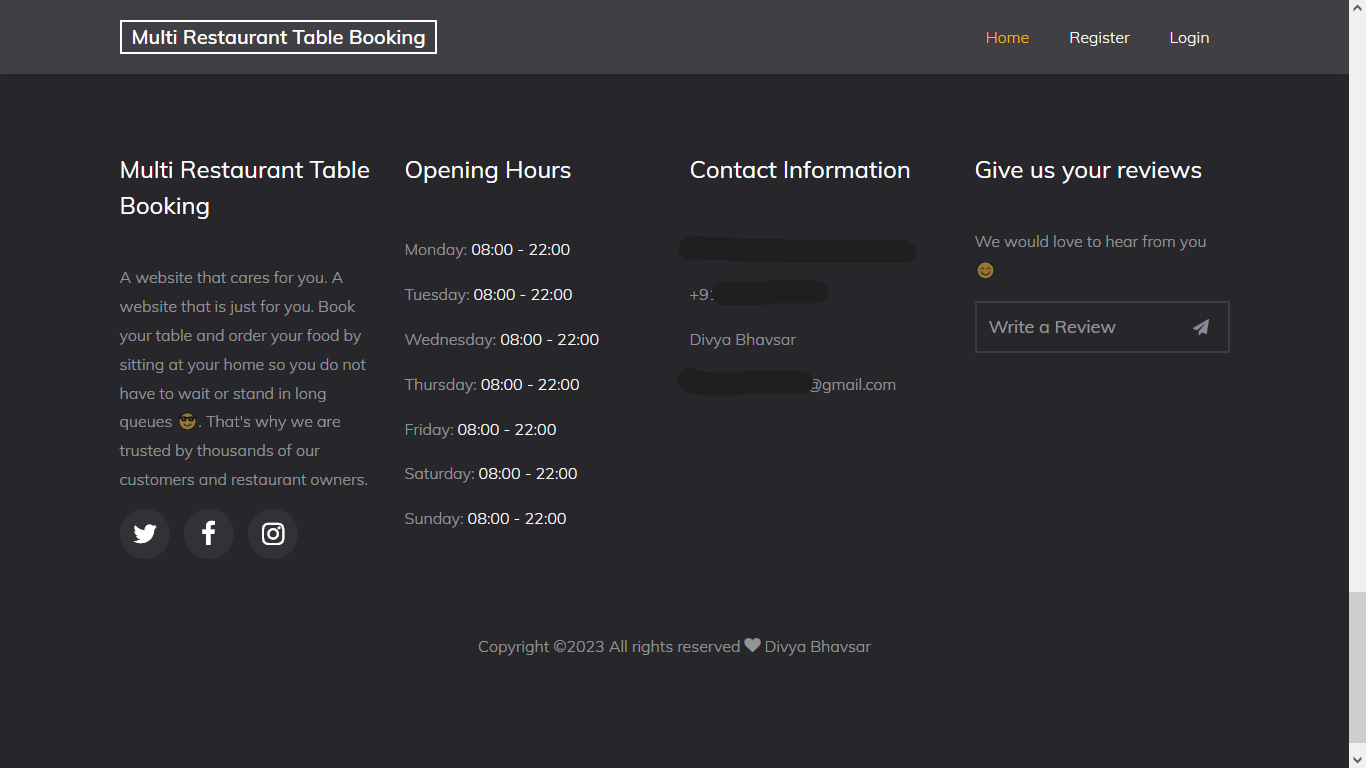 Multi Restaurant Table Booking
Home
Register
Login
Multi Restaurant Table
Booking
A website that cares for you. A
website that is just for you. Book
your table and order your food by
sitting at your home so you do not
have to wait or stand in long
queues 🤓. That's why we are
trusted by thousands of our
customers and restaurant owners.
Opening Hours
Monday: 08:00 - 22:00
Tuesday: 08:00 - 22:00
Wednesday: 08:00 - 22:00
Thursday: 08:00 - 22:00
Friday: 08:00 - 22:00
Saturday: 08:00 - 22:00
Sunday: 08:00 - 22:00
Contact Information
+91
Divya Bhavsar
@gmail.com
Give us your reviews
We would love to hear from you
😊
Write a Review
Copyright ©2023 All rights reserved ♥ Divya Bhavsar